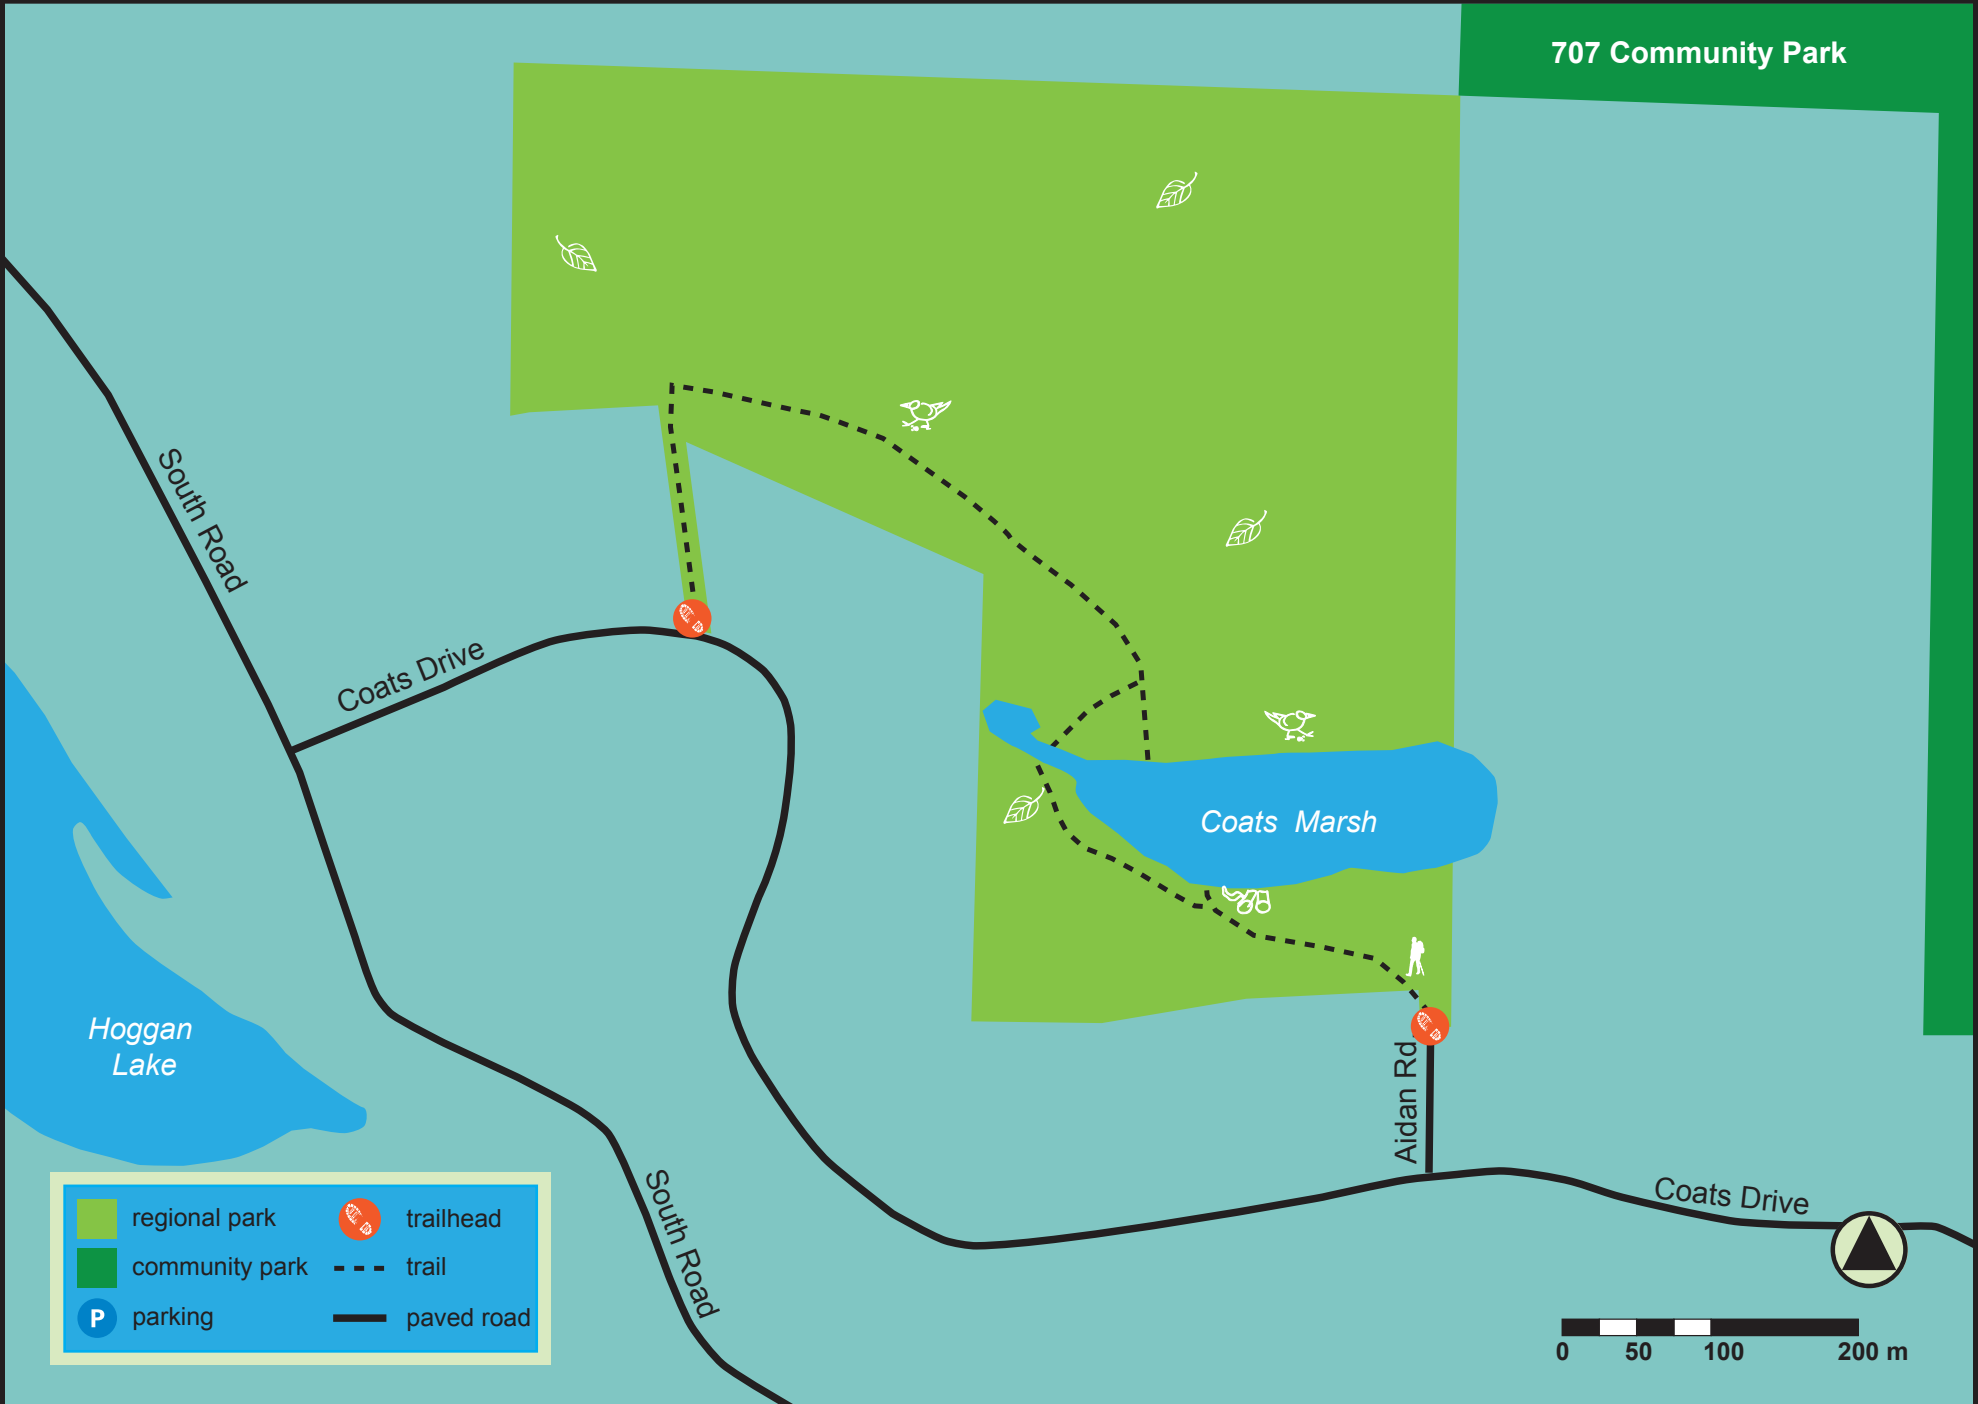 707 Community Park
South Road
Coats Drive
Coats Marsh
Hoggan
Lake
Aidan Rd.
South Road
Coats Drive
regional park
trailhead
community park
trail
P
parking
paved road
0 50 100 200 m